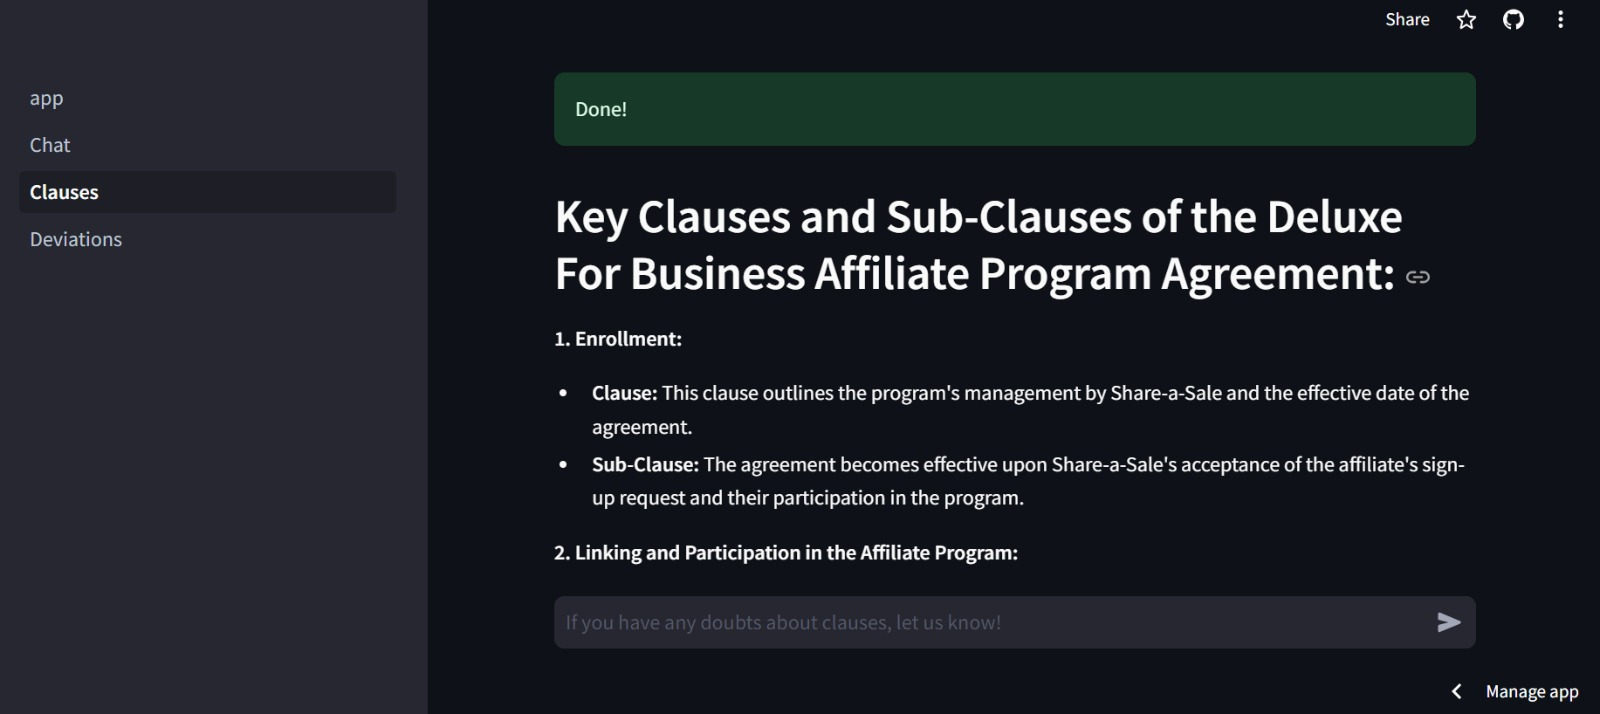 Share
app
Chat
Clauses
Deviations
Done!
Key Clauses and Sub-Clauses of the Deluxe
For Business Affiliate Program Agreement:
1. Enrollment:
• Clause: This clause outlines the program's management by Share-a-Sale and the effective date of the
agreement.
• Sub-Clause: The agreement becomes effective upon Share-a-Sale's acceptance of the affiliate's sign-
up request and their participation in the program.
2. Linking and Participation in the Affiliate Program:
If you have any doubts about clauses, let us know!
Manage app